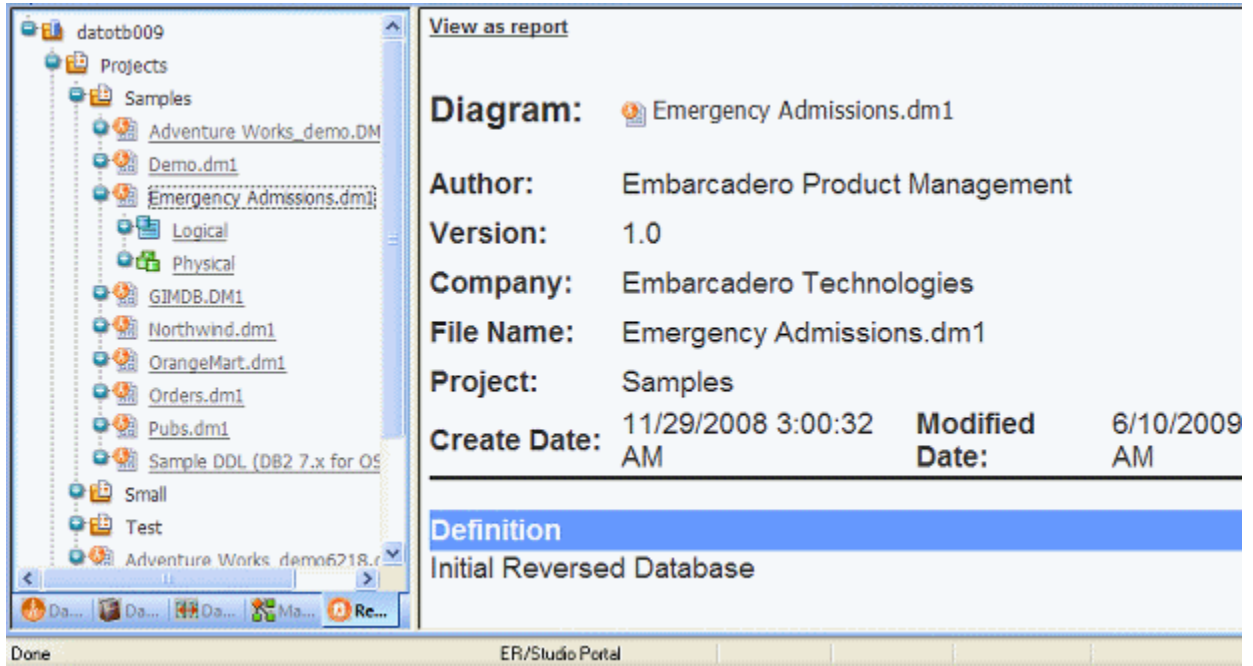 datotb009
Projects
Samples
Adventure Works_demo.DM
Demo.dm1
Emergency Admissions.dm1
Logical
Physical
GIMDB.DM1
Northwind.dm1
OrangeMart.dm1
Orders.dm1
Pubs.dm1
Sample DDL (DB2 7.x for OS
Small
Test
Adventure Works_demo6218.
Da... Da... Da... Ma... Re...
View as report
Diagram: Emergency Admissions.dm1
Author: Embarcadero Product Management
Version: 1.0
Company: Embarcadero Technologies
File Name: Emergency Admissions.dm1
Project: Samples
Create Date: 11/29/2008 3:00:32 AM Modified Date: 6/10/2009 AM
Definition
Initial Reversed Database
Done ER/Studio Portal